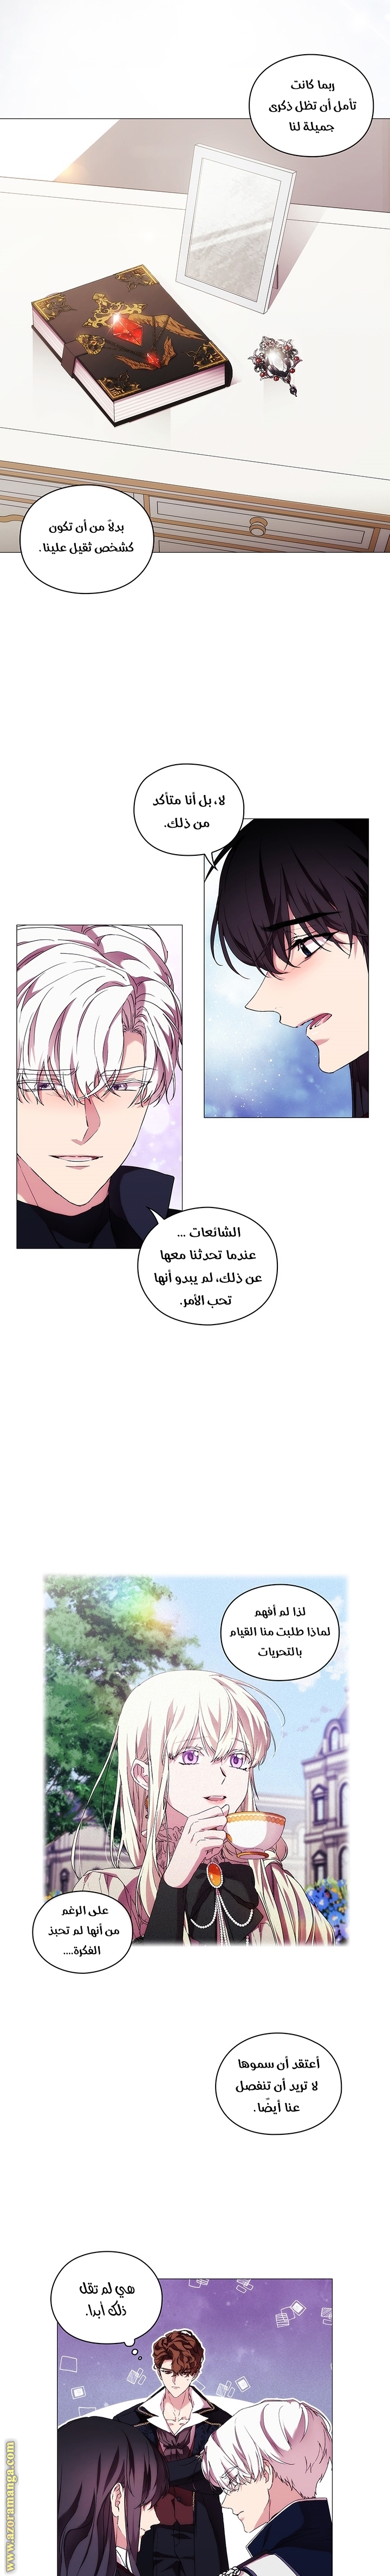 ربما كانت
تأمل أن تظل ذكرى
جميلة لنا
بدلاً من أن تكون
كشخص ثقيل علينا.
لا، بل أنا متأكد
من ذلك.
الشائعات ...
عندما تحدثنا معها
عن ذلك، لم يبدو أنها
تحب الأمر.
لذا لم أفهم
لماذا طلبت منا القيام
بالتحريات
على الرغم
من أنها لم تحبذ
الفكرة....
أعتقد أن سموها
لا تريد أن تنفصل
عنا أيضًا.
هي لم تقل
ذلك أبدا.
www.azoramanga.com